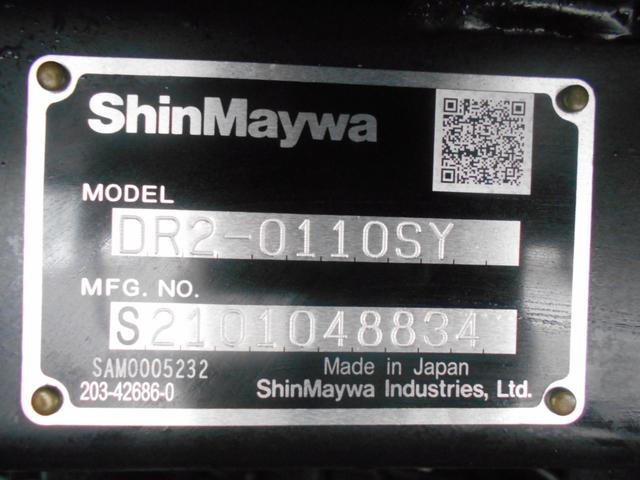 ShinMaywa
MODEL
DR2-0110SY
MFG. NO.
S2101048834
SAM0005232
Made in Japan
203-42686-0
ShinMaywa Industries, Ltd.